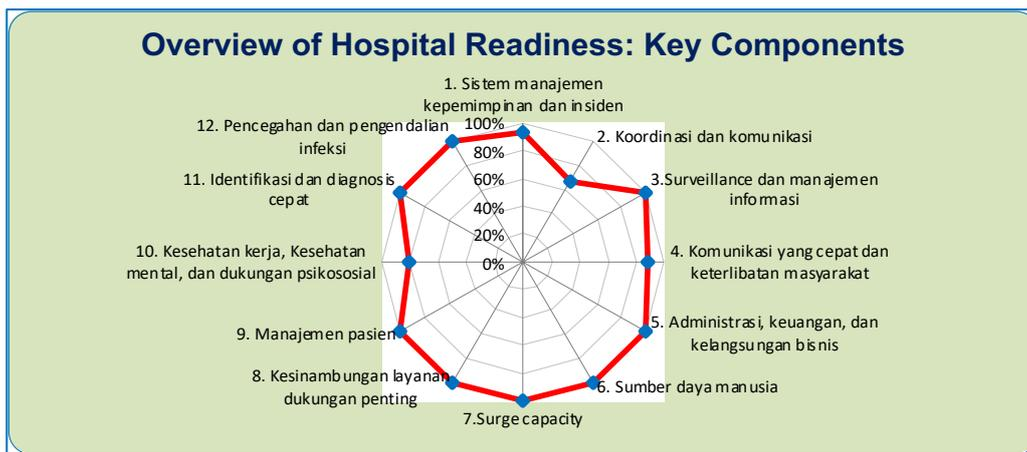 Overview of Hospital Readiness: Key Components
1. Sistem manajemen
kepemimpinan dan insiden
100%
80%
60%
40%
20%
0%
2. Koordinasi dan komunikasi
3.Surveillance dan manajemen
informasi
4. Komunikasi yang cepat dan
keterlibatan masyarakat
5. Administrasi, keuangan, dan
kelangsungan bisnis
6. Sumber daya manusia
7.Surge capacity
8. Kesinambungan layanan
dukungan penting
9. Manajemen pasien
10. Kesehatan kerja, Kesehatan
mental, dan dukungan psikososial
11. Identifikasi dan diagnosis
cepat
12. Pencegahan dan pengendalian
infeksi